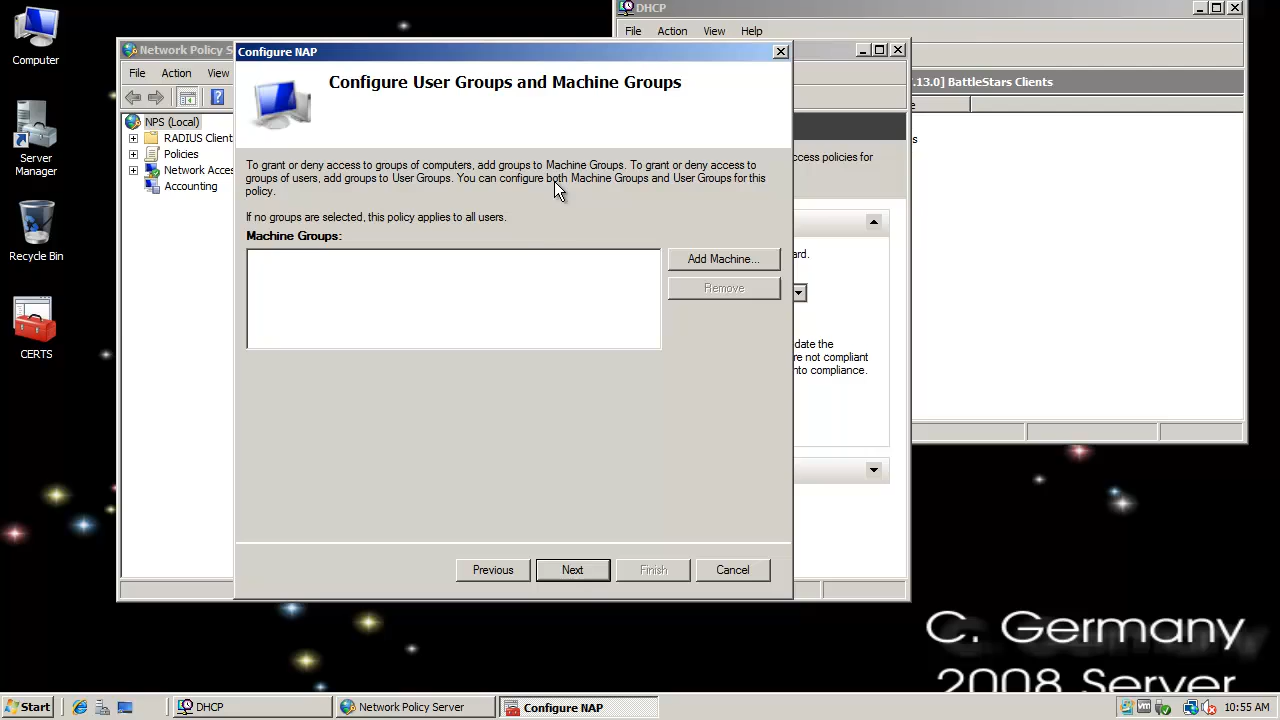 Computer
Server
Manager
Recycle Bin
CERTS
DHCP
File Action View Help
.13.0] BattleStars Clients
Network Policy S
File Action View
NPS (Local)
RADIUS Client
Policies
Network Acces
Accounting
ccess policies for
ard.
date the
re not compliant
nto compliance.
Configure NAP
Configure User Groups and Machine Groups
To grant or deny access to groups of computers, add groups to Machine Groups. To grant or deny access to
groups of users, add groups to User Groups. You can configure both Machine Groups and User Groups for this
policy.
If no groups are selected, this policy applies to all users.
Machine Groups:
Add Machine...
Remove
Previous Next Finish Cancel
C. Germany
2008 Server
Start DHCP Network Policy Server Configure NAP 10:55 AM